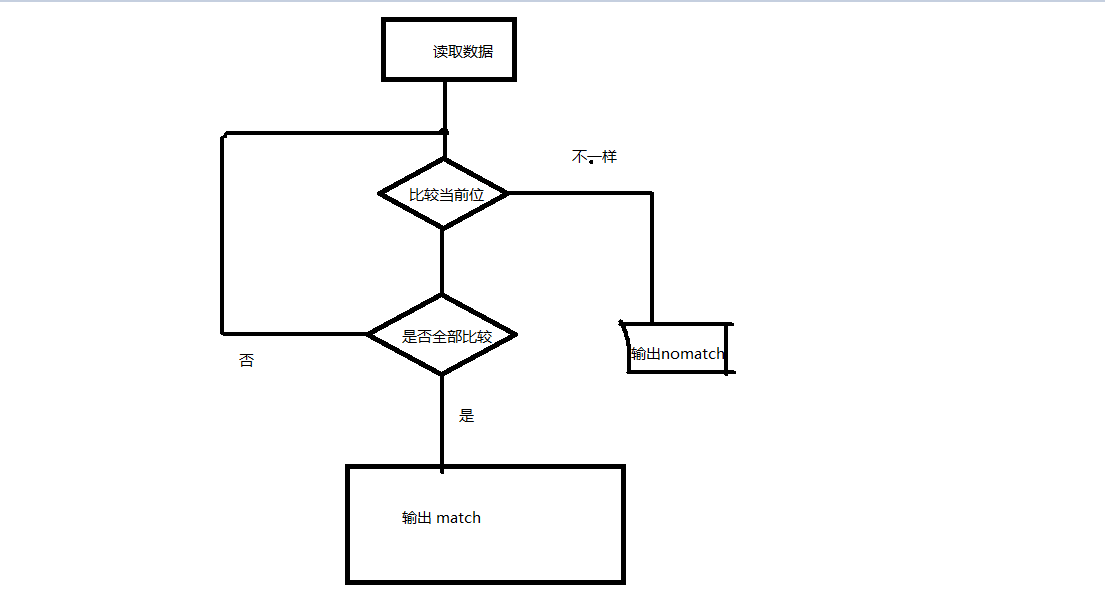 读取数据
不一样
比较当前位
是否全部比较
输出nomatch
否
是
输出 match